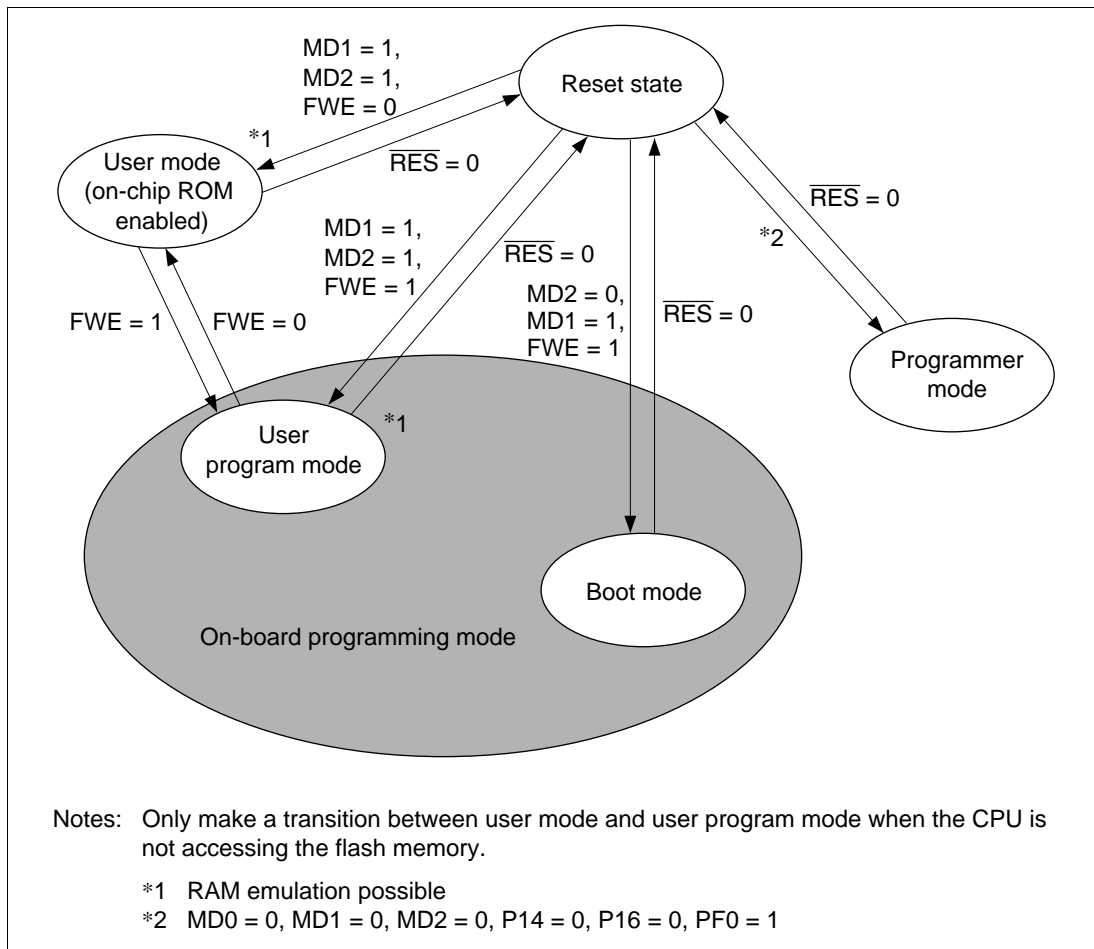 MD1 = 1,
MD2 = 1,
FWE = 0
Reset state
*1
User mode
(on-chip ROM
enabled)
RES = 0
MD1 = 1,
MD2 = 1,
FWE = 1
RES = 0
*2
RES = 0
MD2 = 0,
MD1 = 1,
FWE = 1
RES = 0
FWE = 1
FWE = 0
Programmer
mode
*1
User
program mode
Boot mode
On-board programming mode
Notes: Only make a transition between user mode and user program mode when the CPU is
not accessing the flash memory.
*1 RAM emulation possible
*2 MD0 = 0, MD1 = 0, MD2 = 0, P14 = 0, P16 = 0, PF0 = 1